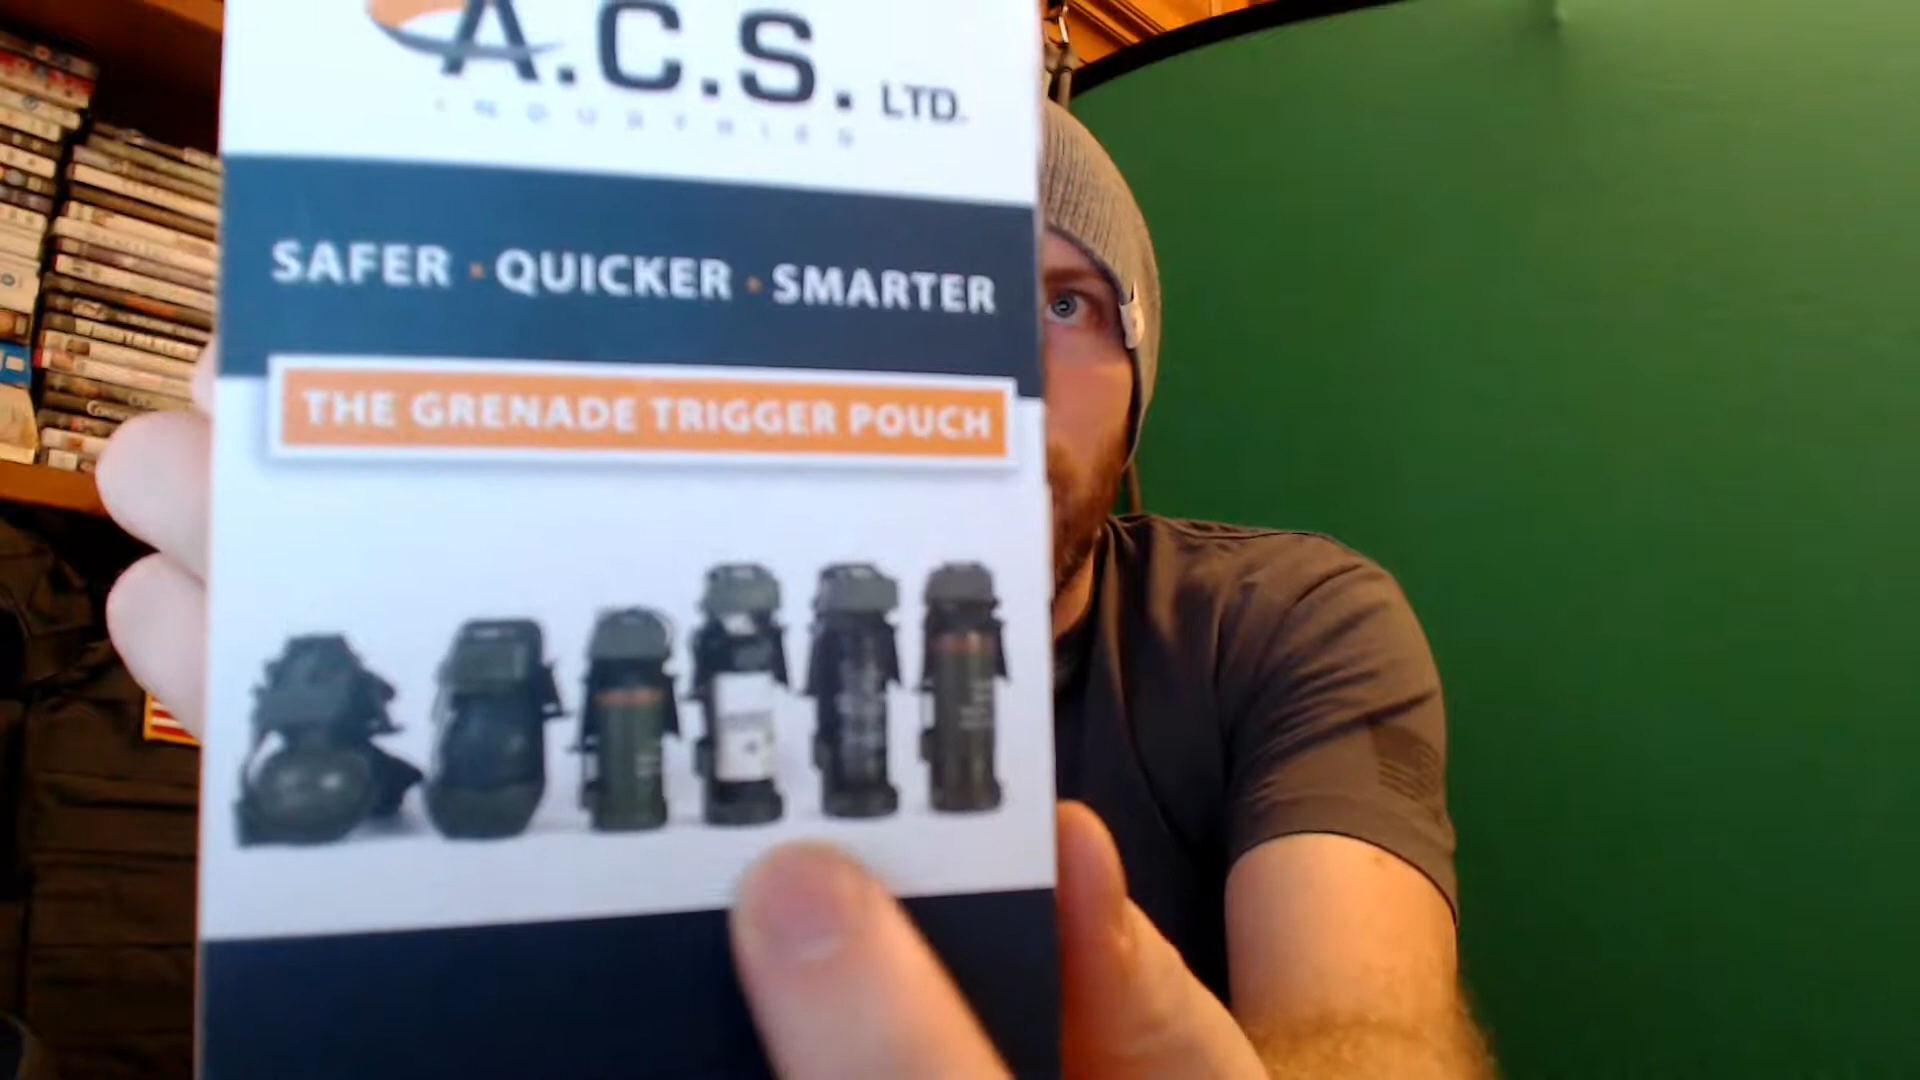 A.C.S. LTD.
INDUSTRIES
SAFER · QUICKER · SMARTER
THE GRENADE TRIGGER POUCH